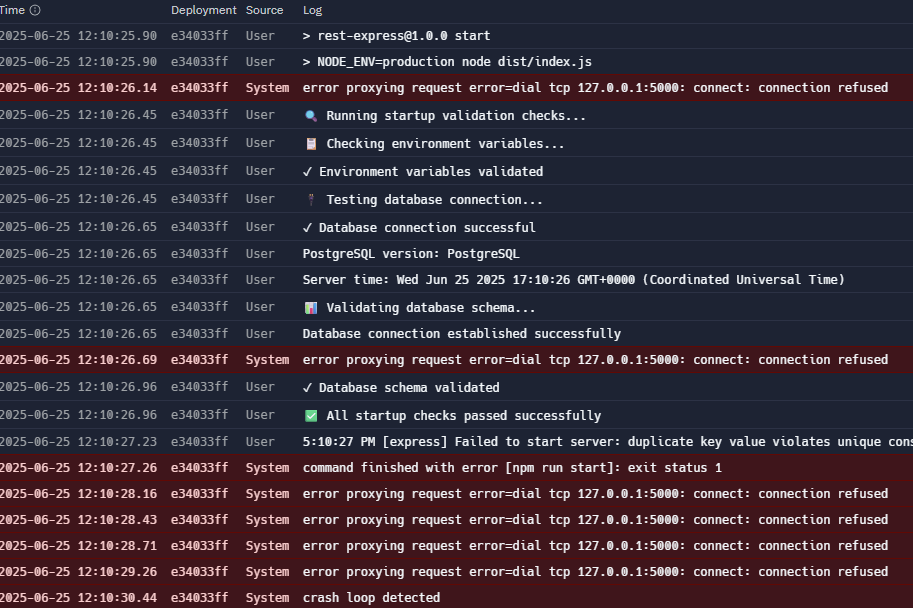 Time Deployment Source Log
2025-06-25 12:10:25.90 e34033ff User > rest-express@1.0.0 start
2025-06-25 12:10:25.90 e34033ff User > NODE_ENV=production node dist/index.js
2025-06-25 12:10:26.14 e34033ff System error proxying request error=dial tcp 127.0.0.1:5000: connect: connection refused
2025-06-25 12:10:26.45 e34033ff User 🔍 Running startup validation checks...
2025-06-25 12:10:26.45 e34033ff User 📋 Checking environment variables...
2025-06-25 12:10:26.45 e34033ff User ✓ Environment variables validated
2025-06-25 12:10:26.45 e34033ff User 🔌 Testing database connection...
2025-06-25 12:10:26.65 e34033ff User ✓ Database connection successful
2025-06-25 12:10:26.65 e34033ff User PostgreSQL version: PostgreSQL
2025-06-25 12:10:26.65 e34033ff User Server time: Wed Jun 25 2025 17:10:26 GMT+0000 (Coordinated Universal Time)
2025-06-25 12:10:26.65 e34033ff User 📊 Validating database schema...
2025-06-25 12:10:26.65 e34033ff User Database connection established successfully
2025-06-25 12:10:26.69 e34033ff System error proxying request error=dial tcp 127.0.0.1:5000: connect: connection refused
2025-06-25 12:10:26.96 e34033ff User ✓ Database schema validated
2025-06-25 12:10:26.96 e34033ff User ✅ All startup checks passed successfully
2025-06-25 12:10:27.23 e34033ff User 5:10:27 PM [express] Failed to start server: duplicate key value violates unique cons
2025-06-25 12:10:27.26 e34033ff System command finished with error [npm run start]: exit status 1
2025-06-25 12:10:28.16 e34033ff System error proxying request error=dial tcp 127.0.0.1:5000: connect: connection refused
2025-06-25 12:10:28.43 e34033ff System error proxying request error=dial tcp 127.0.0.1:5000: connect: connection refused
2025-06-25 12:10:28.71 e34033ff System error proxying request error=dial tcp 127.0.0.1:5000: connect: connection refused
2025-06-25 12:10:29.26 e34033ff System error proxying request error=dial tcp 127.0.0.1:5000: connect: connection refused
2025-06-25 12:10:30.44 e34033ff System crash loop detected